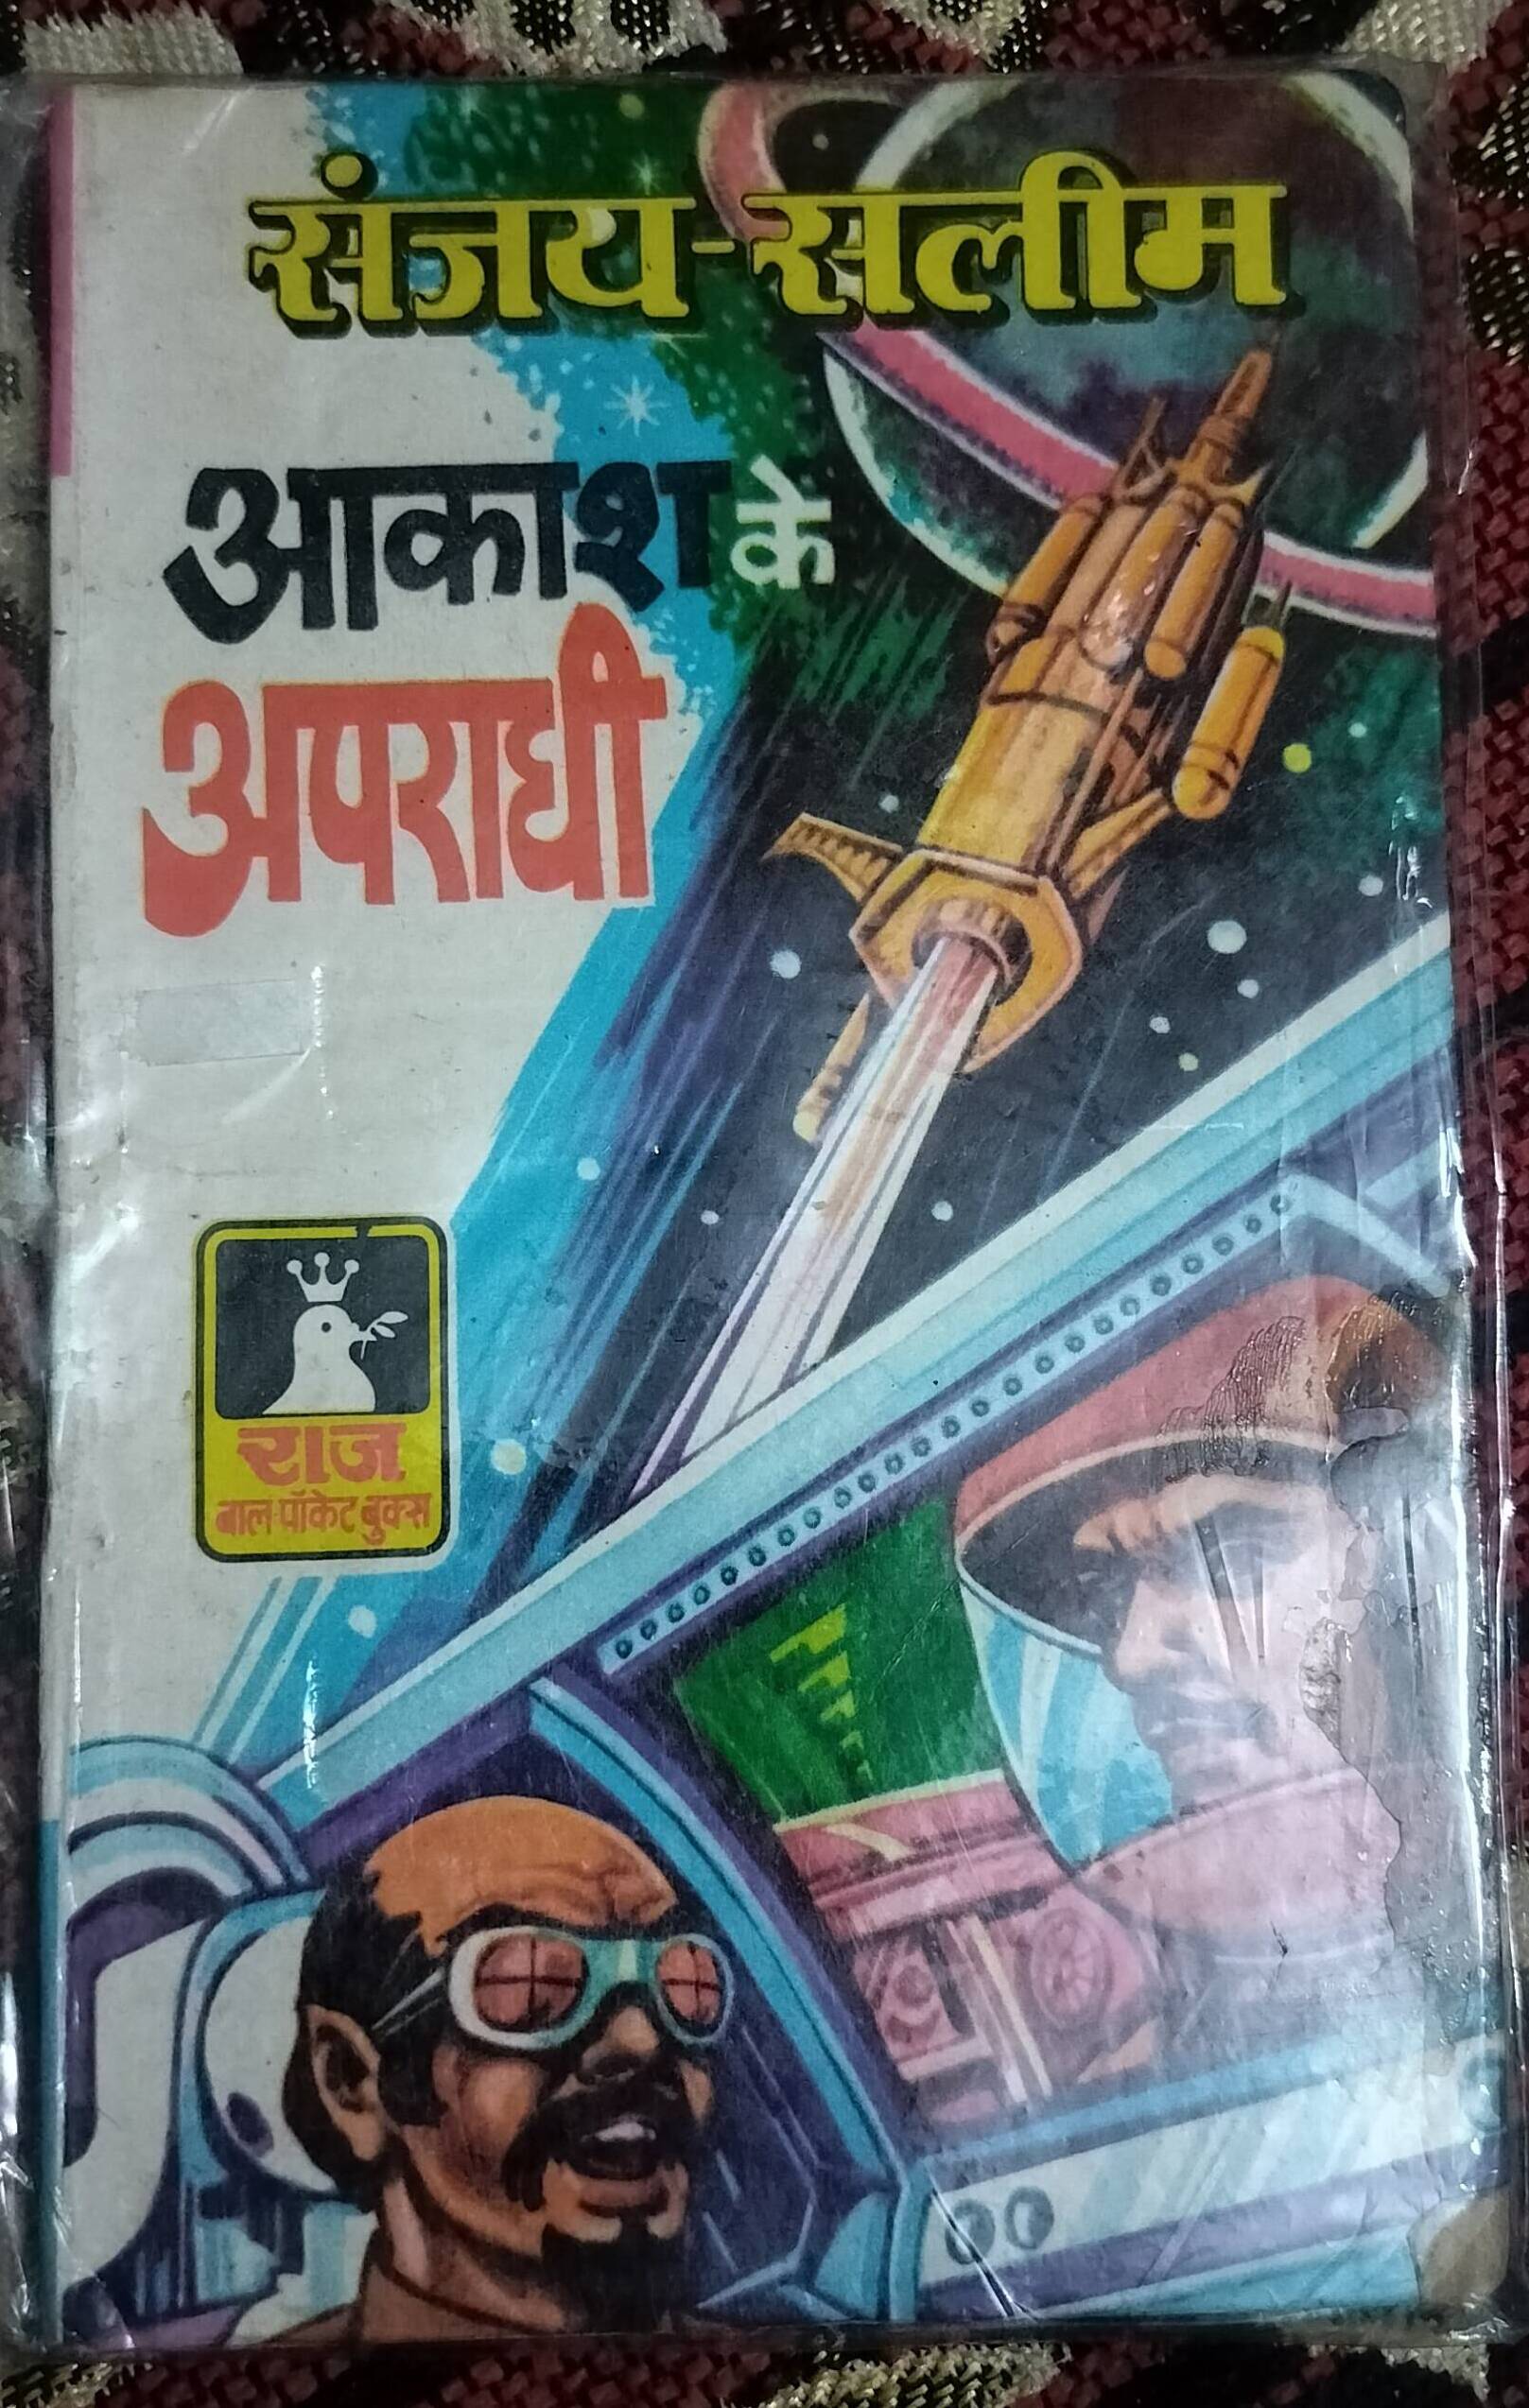 संजय-सलीम
आकाश के
अपराधी
राज
बाल पॉकेट बुक्स